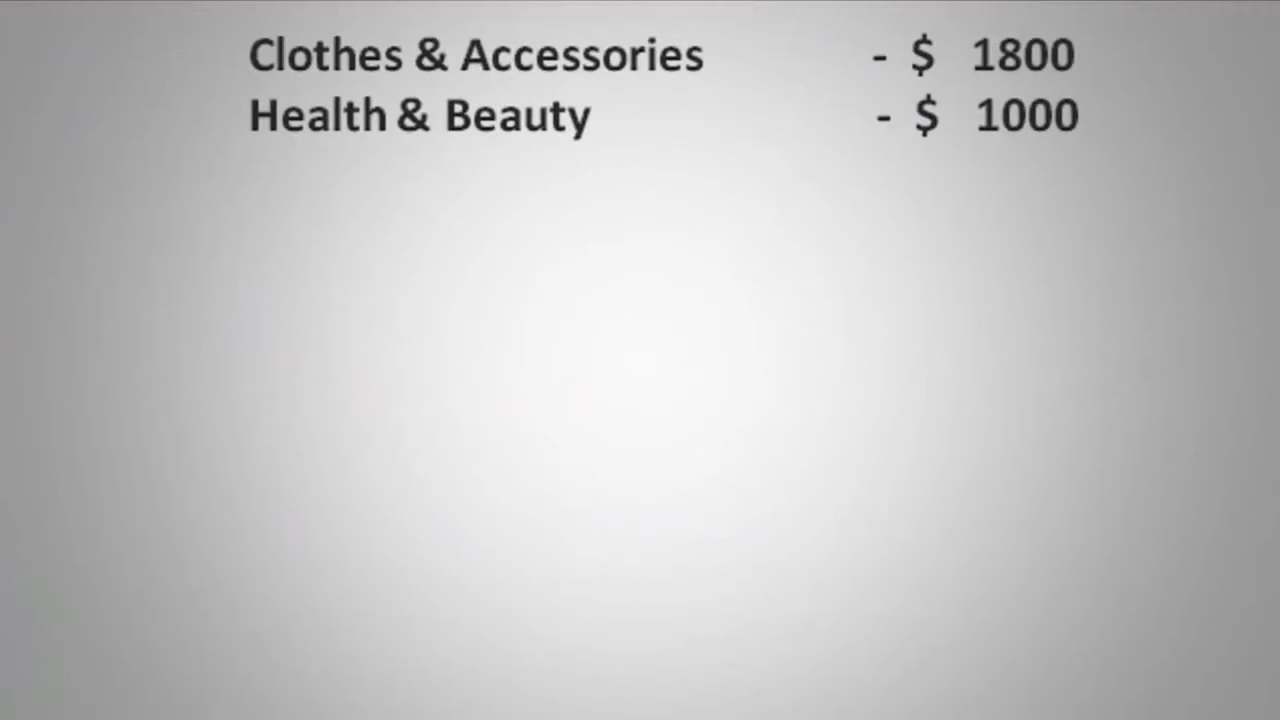 Clothes & Accessories - $ 1800
Health & Beauty - $ 1000